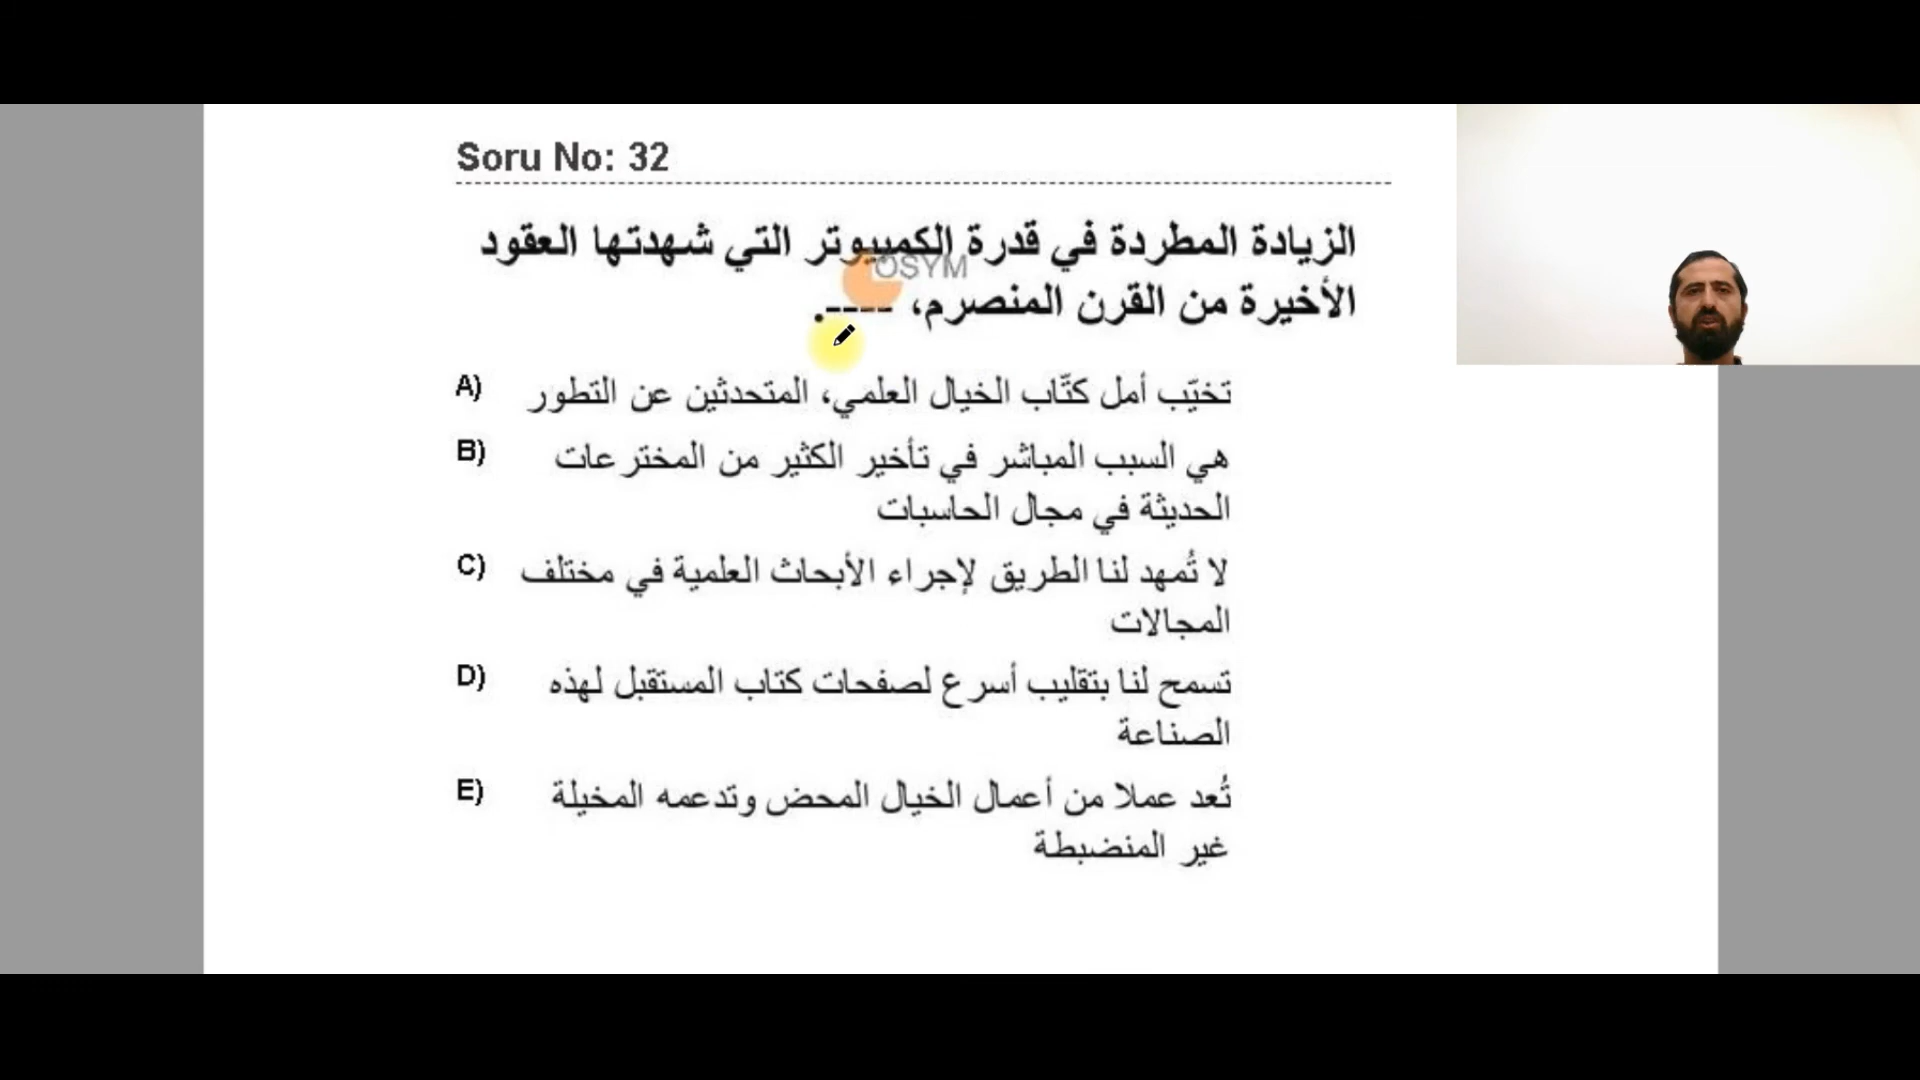 Soru No: 32
الزيادة المطردة في قدرة الكمبيوتر التي شهدتها العقود
الأخيرة من القرن المنصرم، ----.
ÖSYM
A) تخيّب أمل كتّاب الخيال العلمي، المتحدثين عن التطور
B) هي السبب المباشر في تأخير الكثير من المخترعات
الحديثة في مجال الحاسبات
C) لا تُمهد لنا الطريق لإجراء الأبحاث العلمية في مختلف
المجالات
D) تسمح لنا بتقليب أسرع لصفحات كتاب المستقبل لهذه
الصناعة
E) تُعد عملا من أعمال الخيال المحض وتدعمه المخيلة
غير المنضبطة